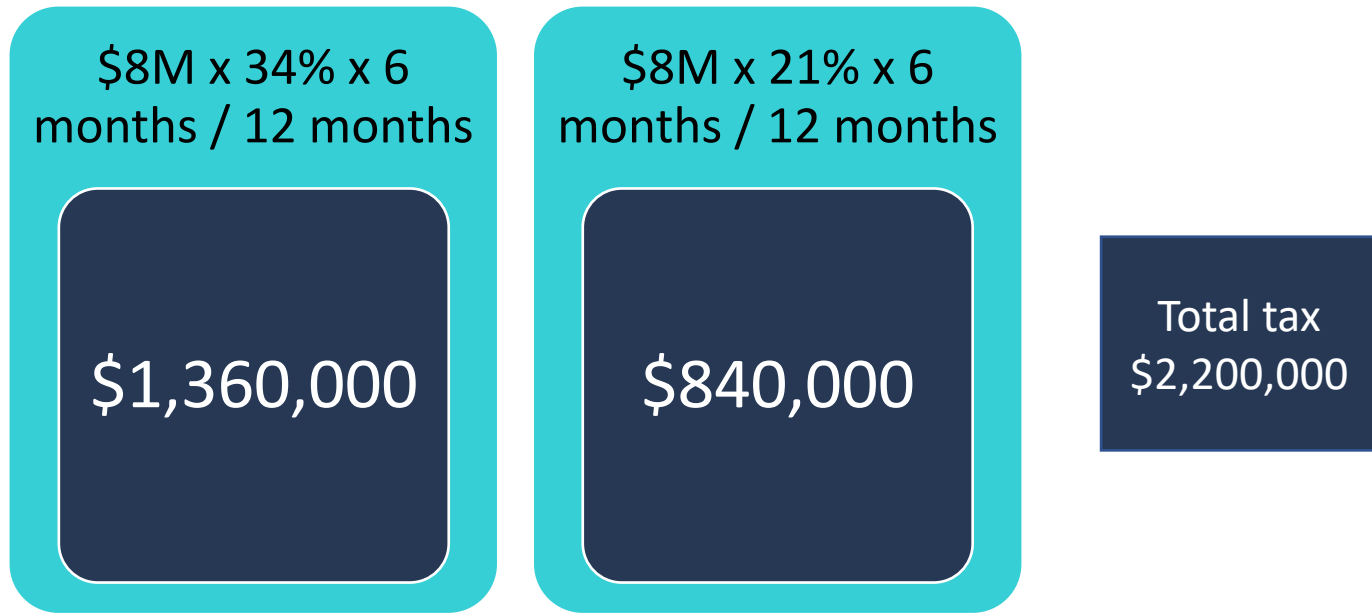 $8M x 34% x 6
months / 12 months
$1,360,000
$8M x 21% x 6
months / 12 months
$840,000
Total tax
$2,200,000